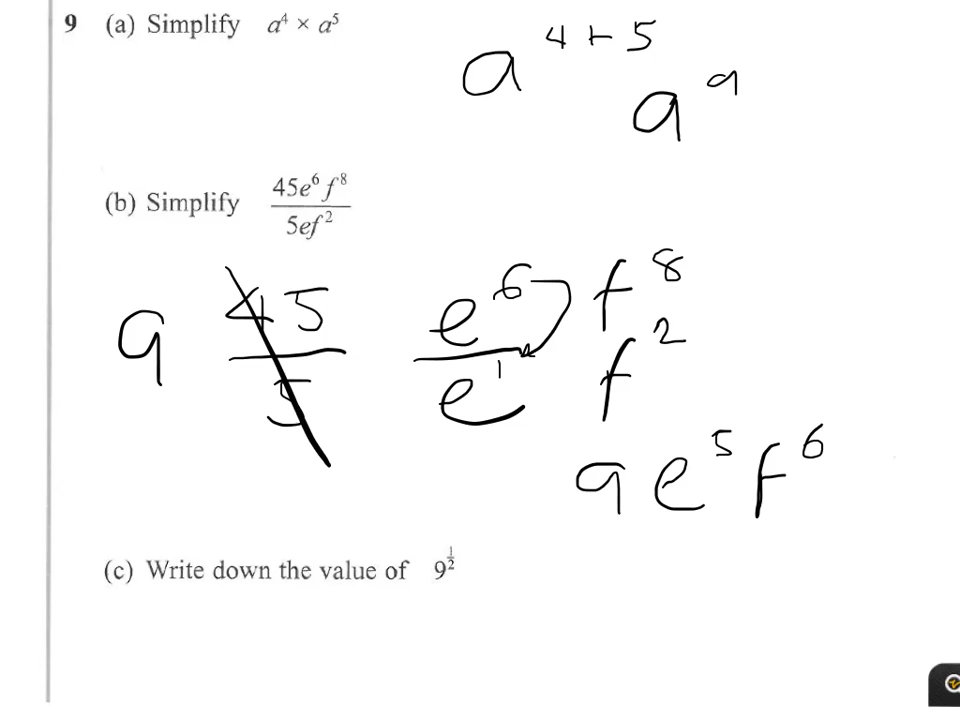 9 (a) Simplify a⁴ × a⁵
a⁴⁺⁵
a⁹
(b) Simplify 45e⁶f⁸ / 5ef²
9 45/5 e⁶/e¹ f⁸ f²
9e⁵f⁶
(c) Write down the value of 9^½